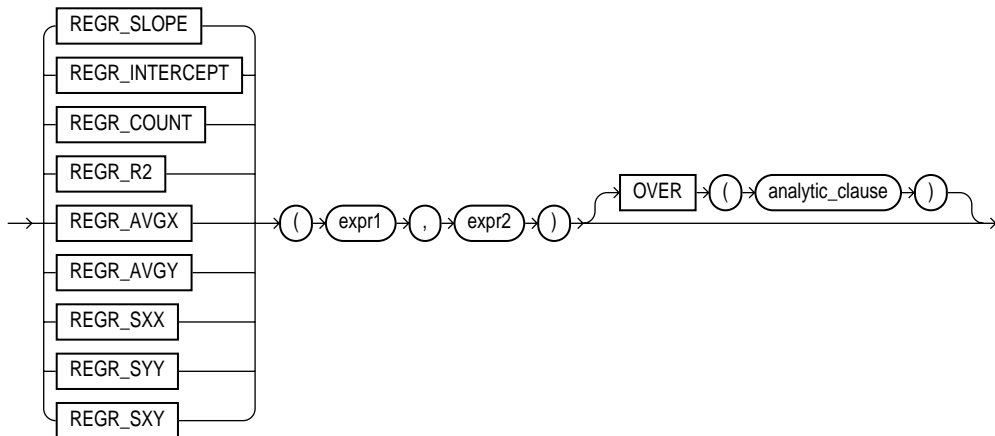 REGR_SLOPE
REGR_INTERCEPT
REGR_COUNT
REGR_R2
REGR_AVGX
REGR_AVGY
REGR_SXX
REGR_SYY
REGR_SXY
( expr1 , expr2 )
OVER ( analytic_clause )